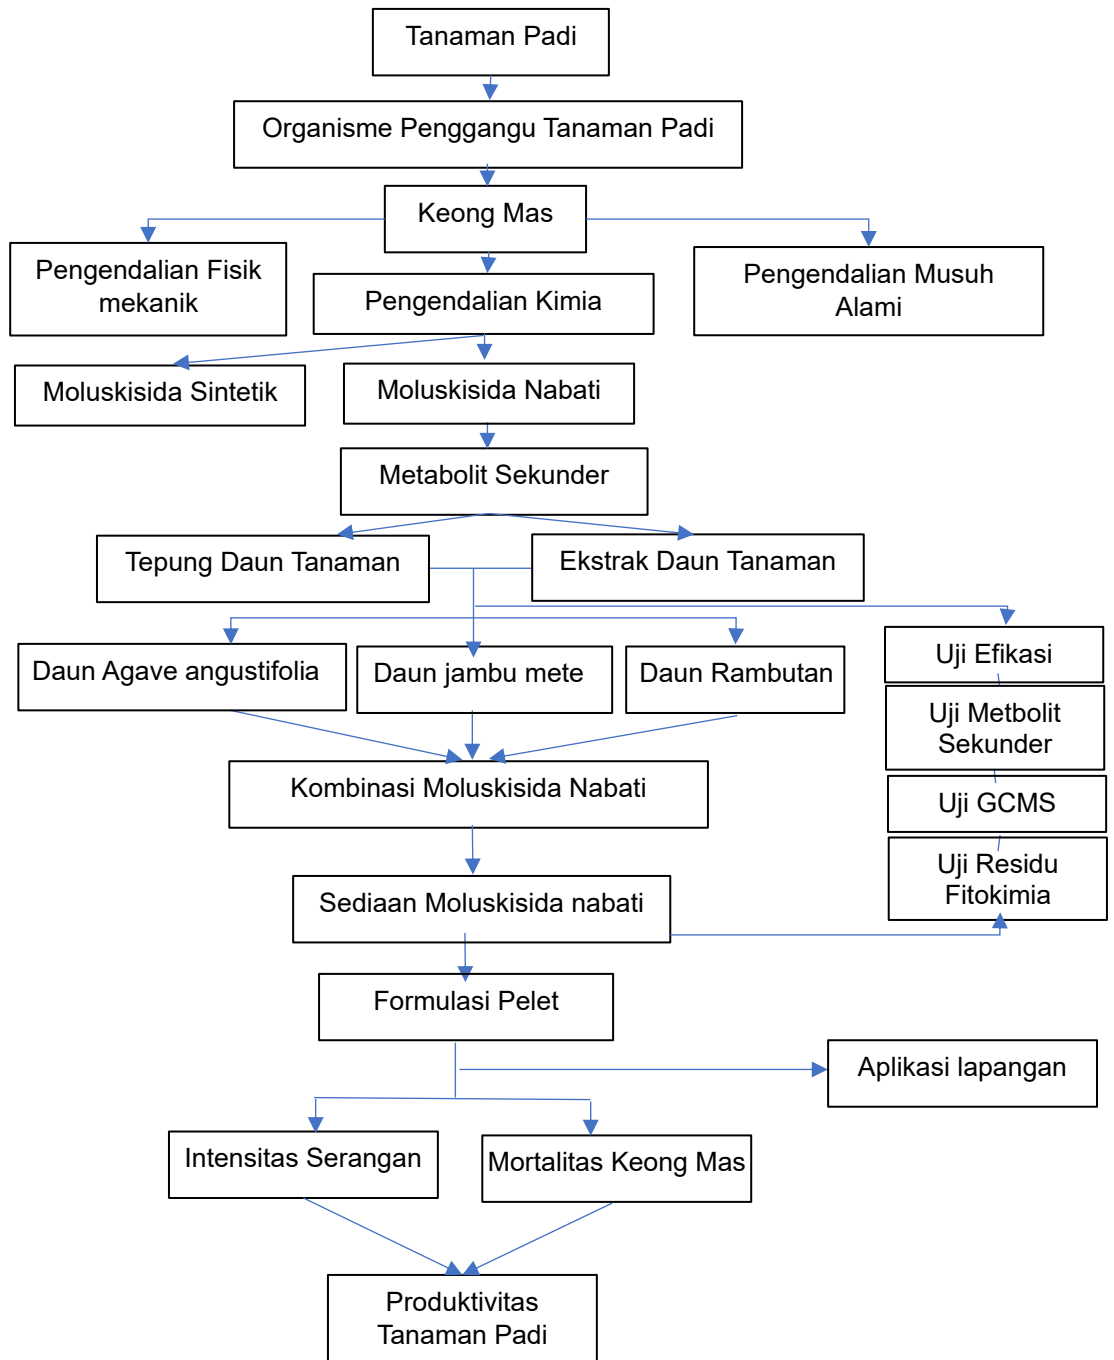 Tanaman Padi
Organisme Penggangu Tanaman Padi
Keong Mas
Pengendalian Fisik
mekanik
Pengendalian Kimia
Pengendalian Musuh
Alami
Moluskisida Sintetik
Moluskisida Nabati
Metabolit Sekunder
Tepung Daun Tanaman
Ekstrak Daun Tanaman
Daun Agave angustifolia
Daun jambu mete
Daun Rambutan
Uji Efikasi
Uji Metbolit
Sekunder
Uji GCMS
Uji Residu
Fitokimia
Kombinasi Moluskisida Nabati
Sediaan Moluskisida nabati
Formulasi Pelet
Aplikasi lapangan
Intensitas Serangan
Mortalitas Keong Mas
Produktivitas
Tanaman Padi